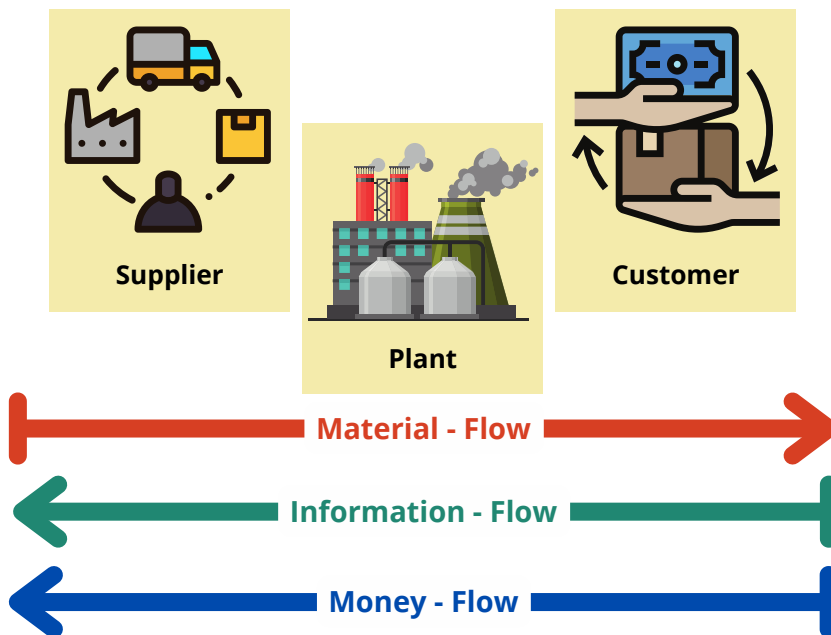 Supplier
Plant
Customer
Material - Flow
Information - Flow
Money - Flow